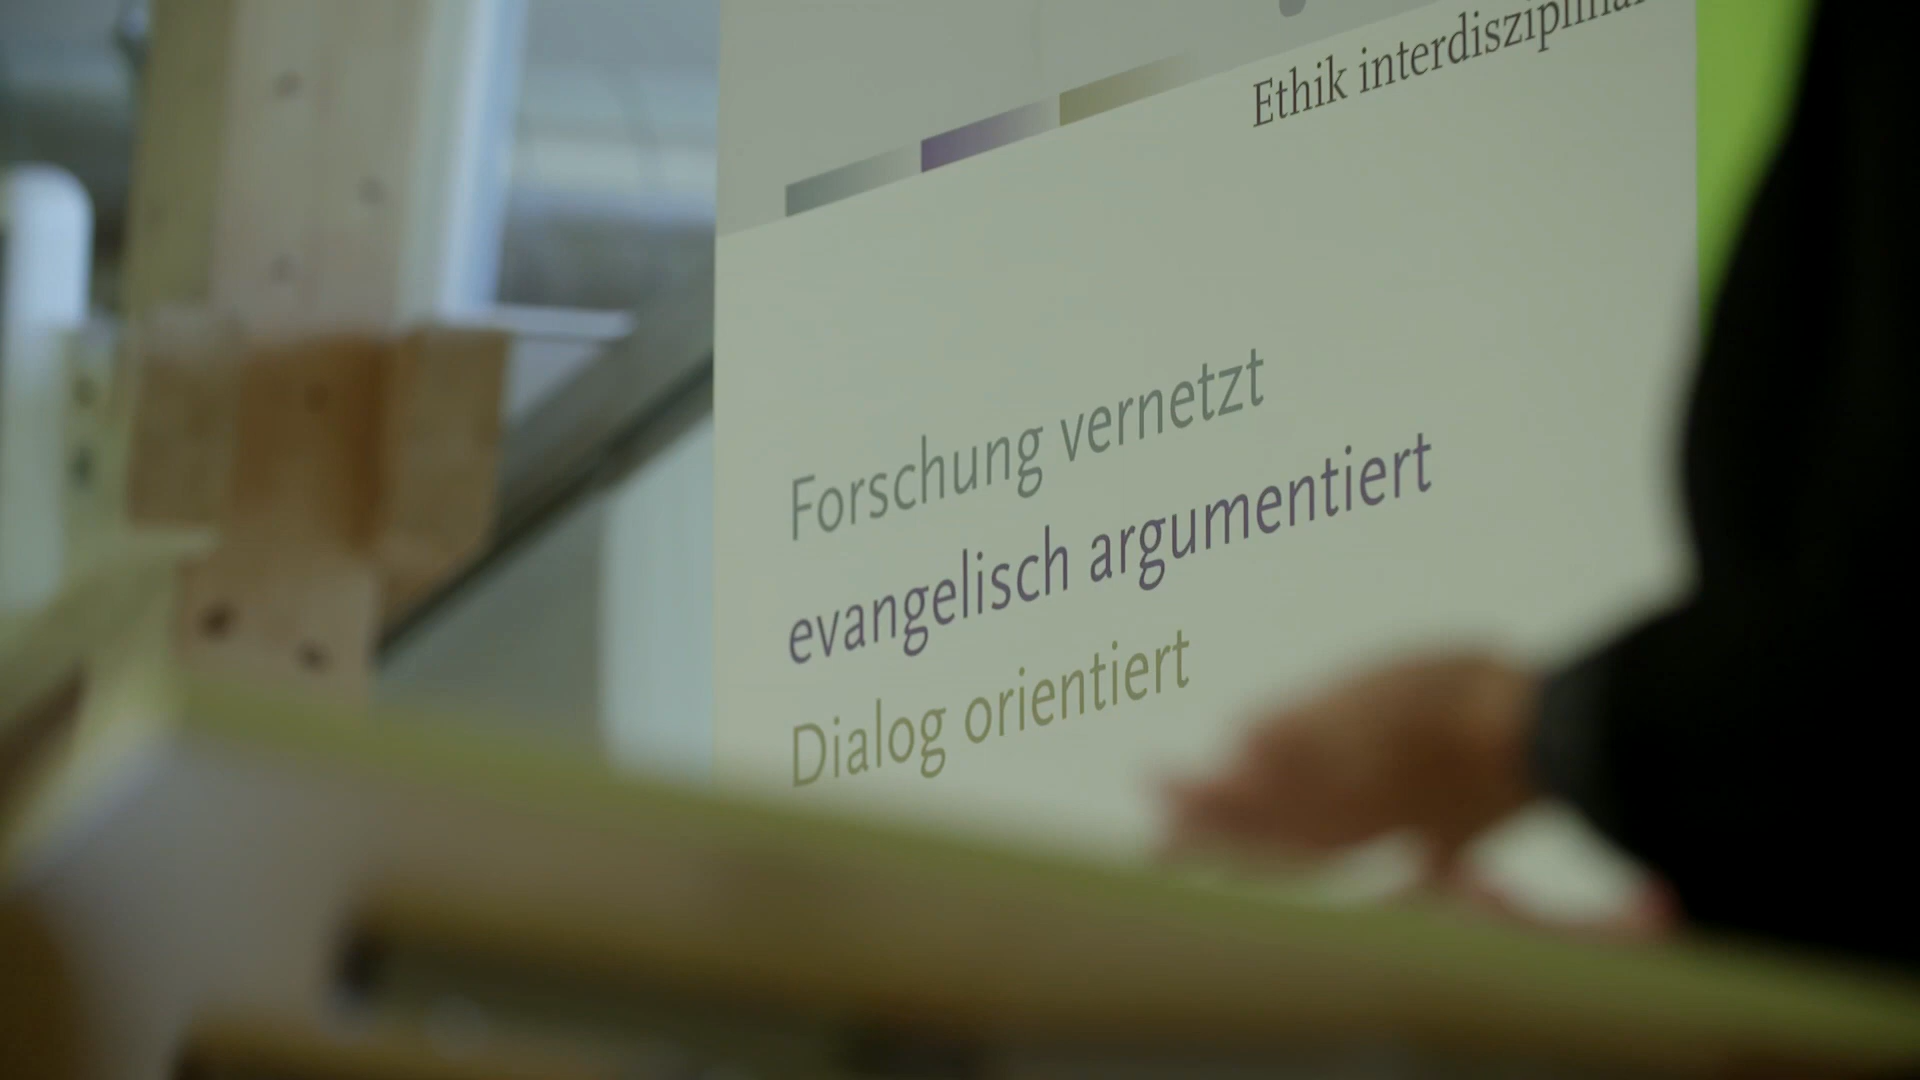 Ethik interdisziplinär
Forschung vernetzt
evangelisch argumentiert
Dialog orientiert